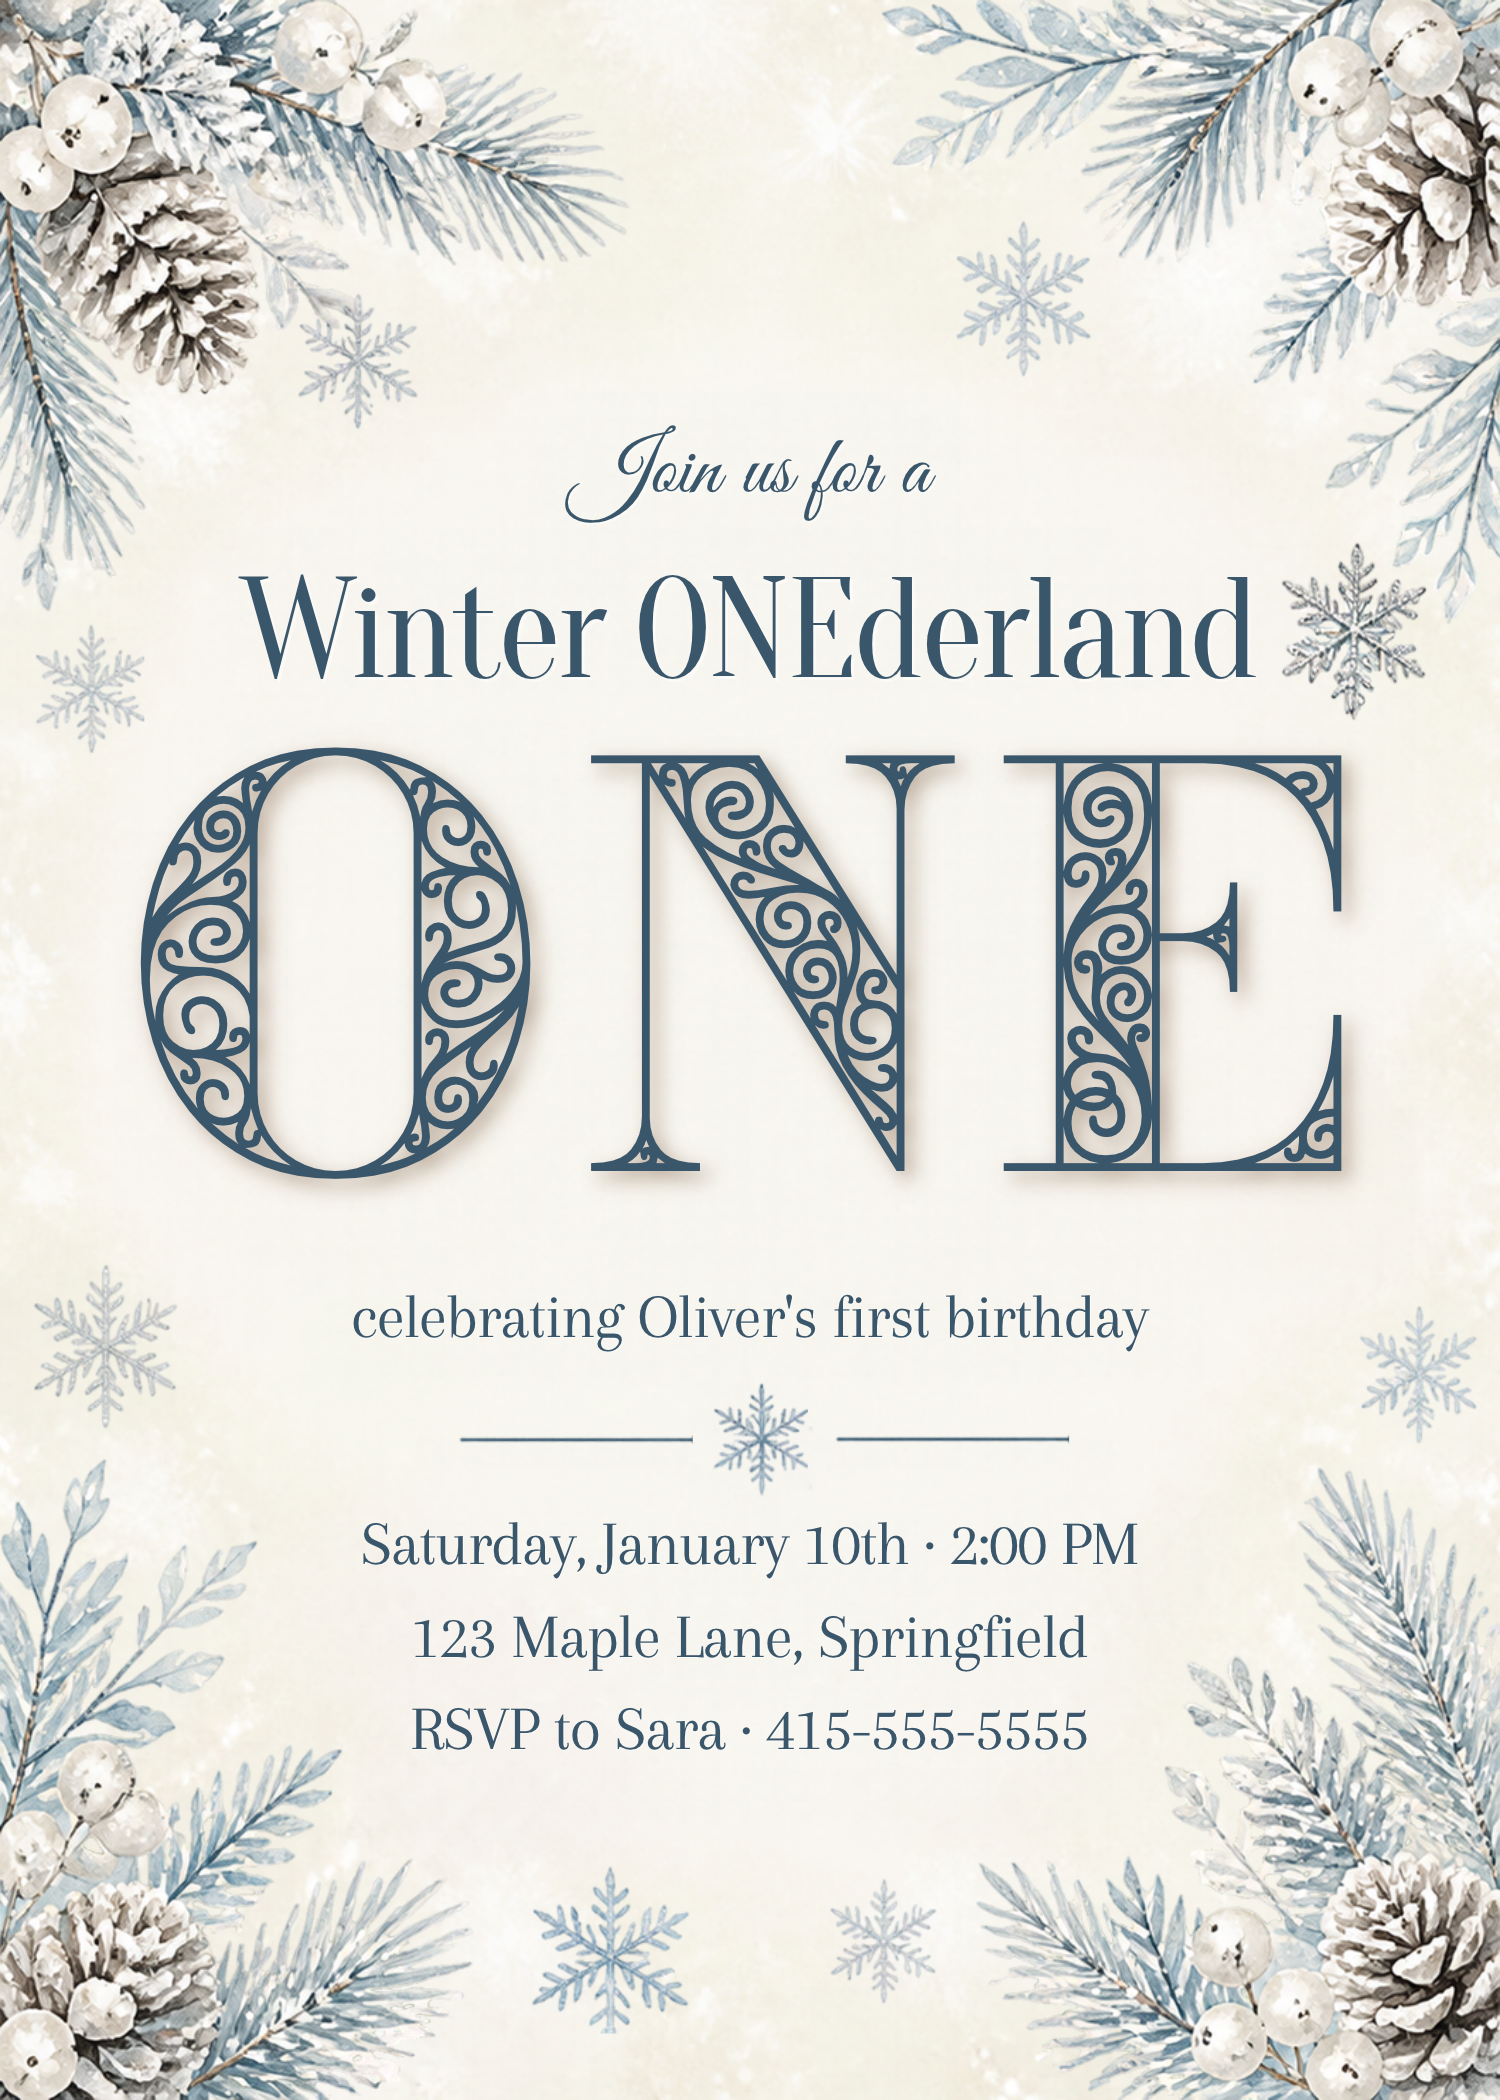 Join us for a
Winter ONEderland
ONE
celebrating Oliver's first birthday
Saturday, January 10th · 2:00 PM
123 Maple Lane, Springfield
RSVP to Sara · 415-555-5555